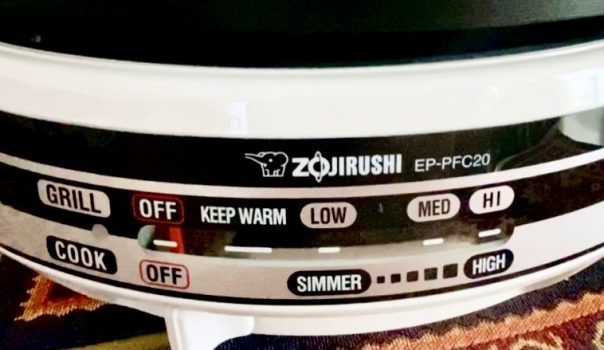 ZOJIRUSHI EP-PFC20
GRILL OFF KEEP WARM LOW MED HI
COOK OFF SIMMER HIGH